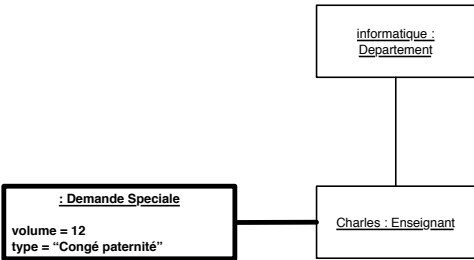 informatique :
Departement
: Demande Speciale
volume = 12
type = “Congé paternité”
Charles : Enseignant